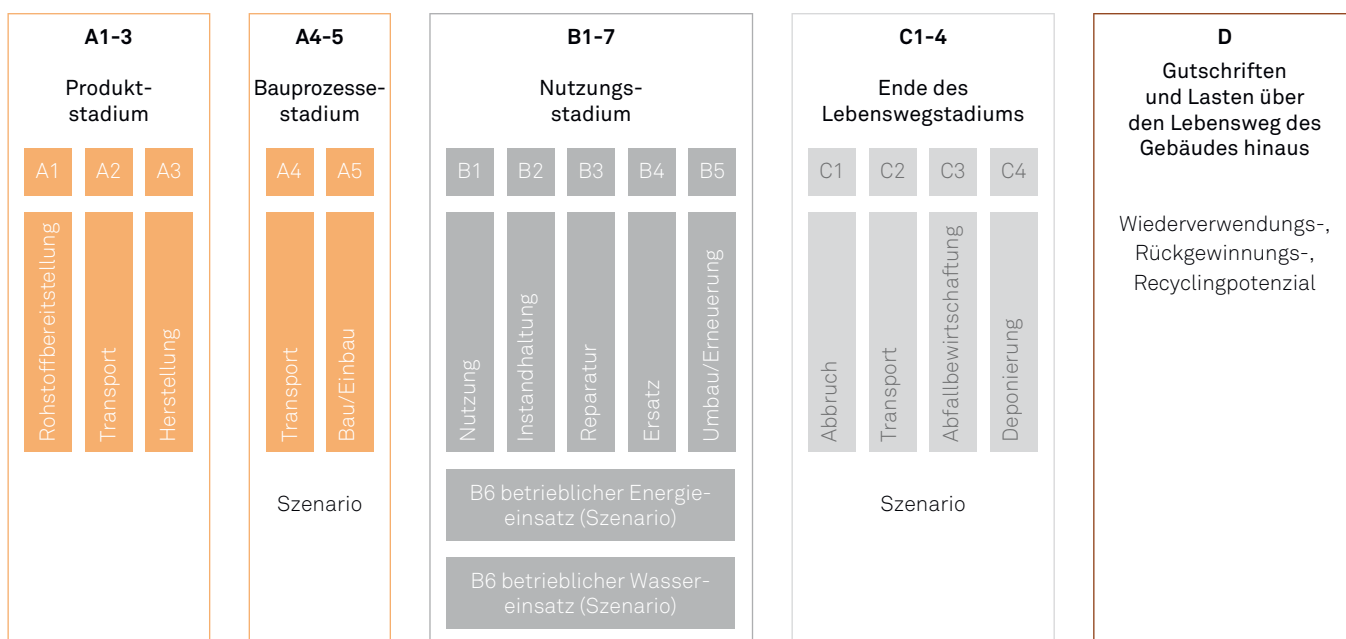 A1-3
Produkt-
stadium
A1
A2
A3
Rohstoffbereitstellung
Transport
Herstellung
A4-5
Bauprozesse-
stadium
A4
A5
Transport
Bau/Einbau
Szenario
B1-7
Nutzungs-
stadium
B1
B2
B3
B4
B5
Nutzung
Instandhaltung
Reparatur
Ersatz
Umbau/Erneuerung
B6 betrieblicher Energie-
einsatz (Szenario)
B6 betrieblicher Wasser-
einsatz (Szenario)
C1-4
Ende des
Lebenswegstadiums
C1
C2
C3
C4
Abbruch
Transport
Abfallbewirtschaftung
Deponierung
Szenario
D
Gutschriften
und Lasten über
den Lebensweg des
Gebäudes hinaus
Wiederverwendungs-,
Rückgewinnungs-,
Recyclingpotenzial